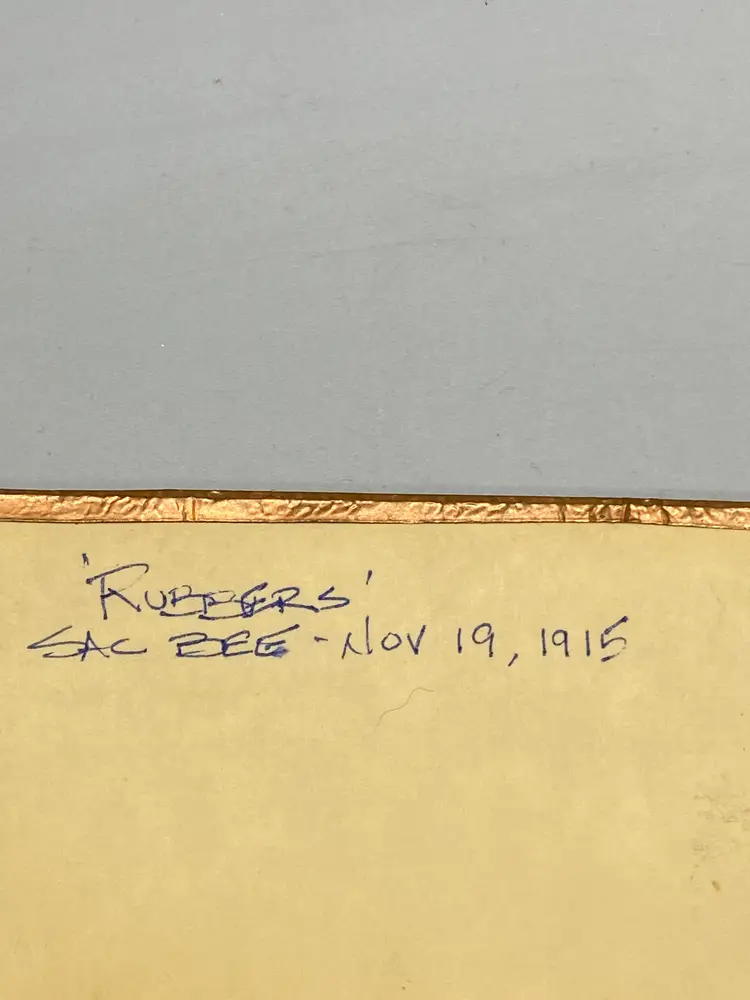 'RUBBERS'
SAC BEE - NOV 19, 1915